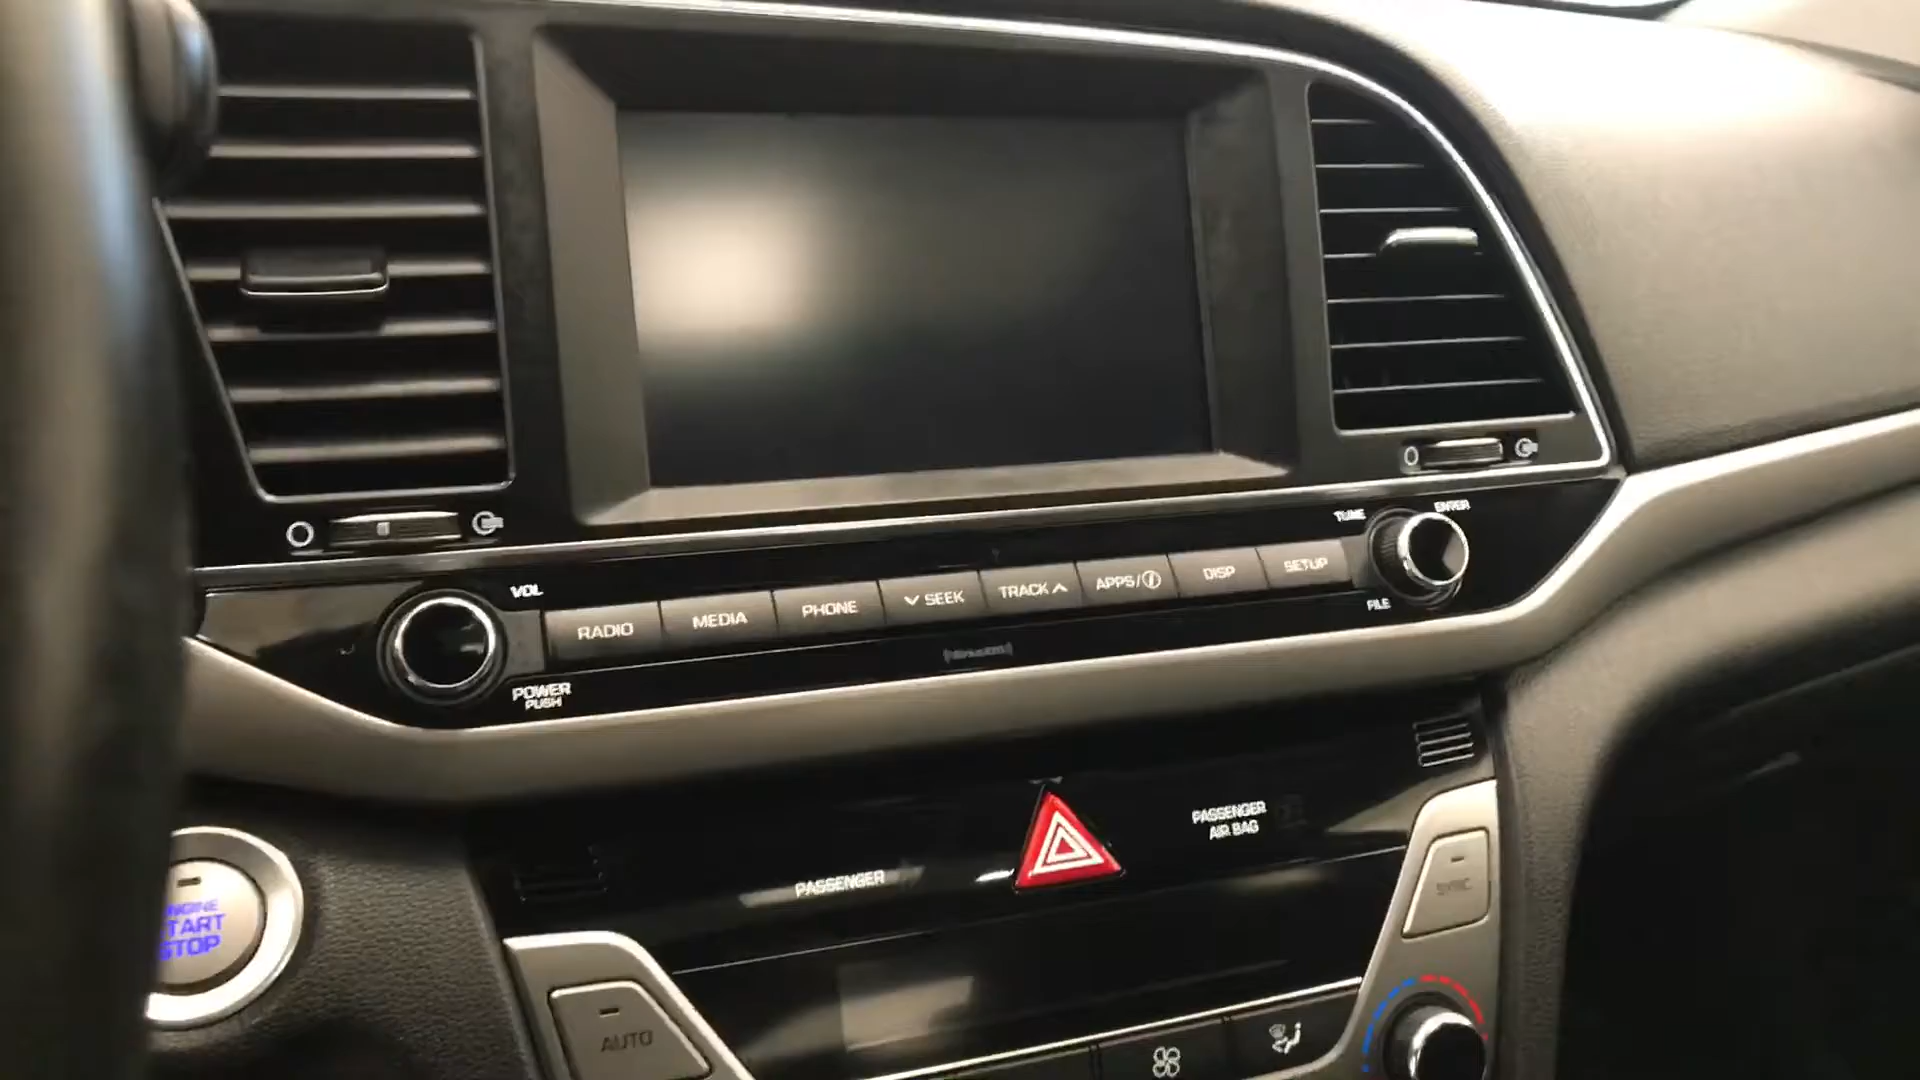 TUNE
ENTER
VOL
RADIO
MEDIA
PHONE
SEEK
TRACK
APPS/
DISP
SETUP
FILE
POWER
PUSH
PASSENGER
AIR BAG
PASSENGER
SYNC
START
STOP
AUTO